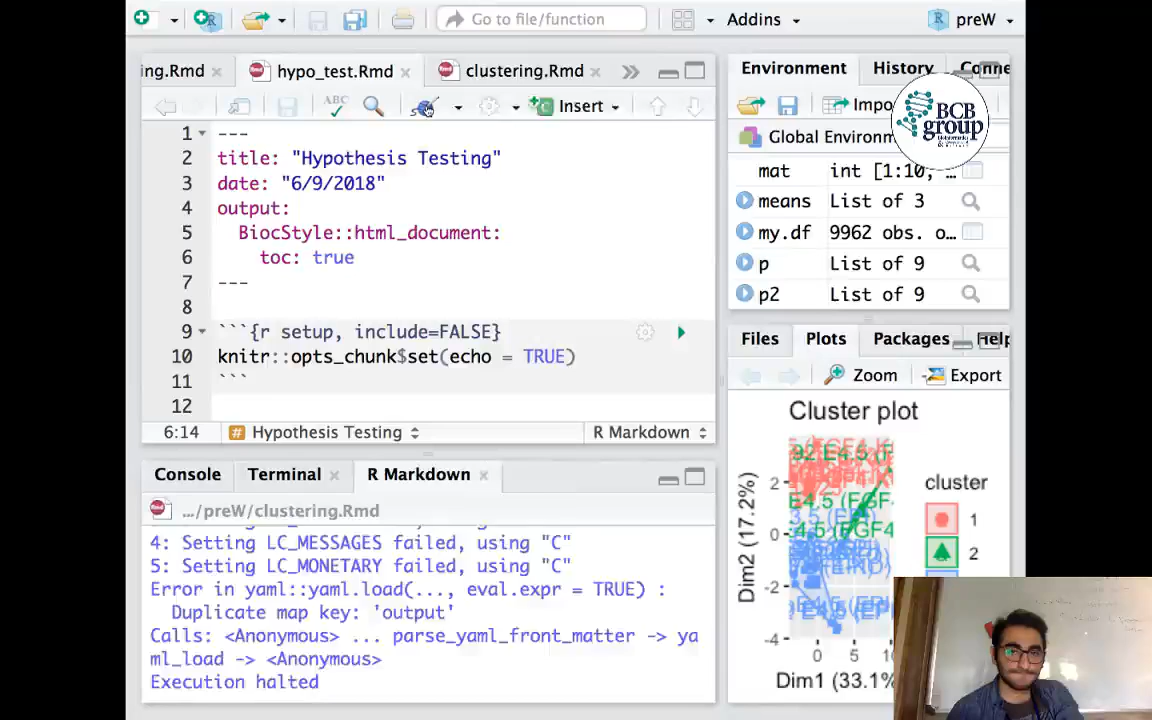 Go to file/function
Addins
preW
ing.Rmd
hypo_test.Rmd
clustering.Rmd
ABC
Insert
1 ---
2 title: "Hypothesis Testing"
3 date: "6/9/2018"
4 output:
5 BiocStyle::html_document:
6 toc: true
7 ---
8
9 ```{r setup, include=FALSE}
10 knitr::opts_chunk$set(echo = TRUE)
11 ```
12
6:14 Hypothesis Testing R Markdown
Console Terminal R Markdown
.../preW/clustering.Rmd
4: Setting LC_MESSAGES failed, using "C"
5: Setting LC_MONETARY failed, using "C"
Error in yaml::yaml.load(..., eval.expr = TRUE) :
Duplicate map key: 'output'
Calls: <Anonymous> ... parse_yaml_front_matter -> ya
ml_load -> <Anonymous>
Execution halted
Environment History Conne
Impo
BCB
group
Global Environm
mat int [1:10, …
means List of 3
my.df 9962 obs. o…
p List of 9
p2 List of 9
Files Plots Packages Help
Zoom Export
Cluster plot
Dim2 (17.2%)
2
0
-2
-4
0 5
Dim1 (33.1%
cluster
1
2